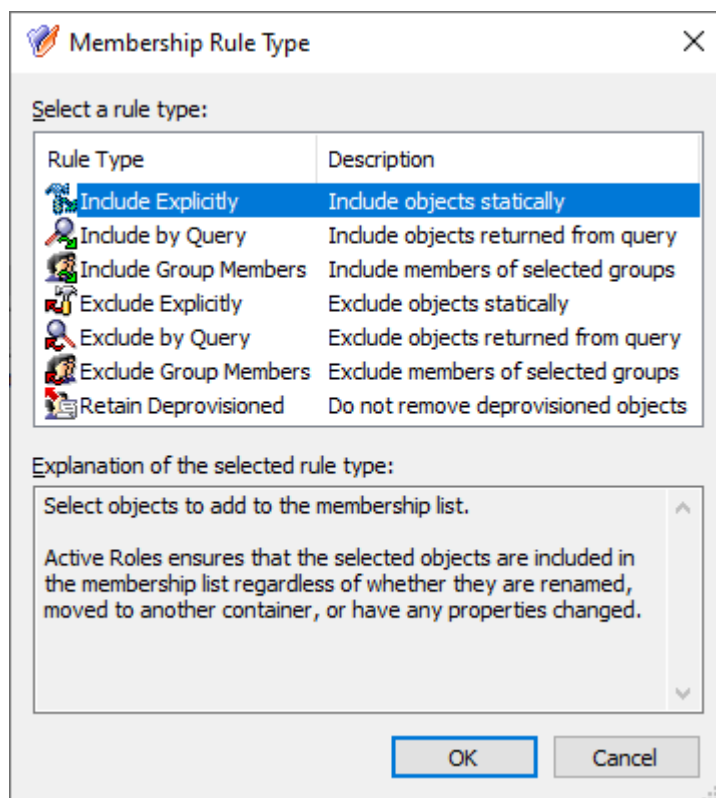 Membership Rule Type
Select a rule type:
Rule Type Description
Include Explicitly Include objects statically
Include by Query Include objects returned from query
Include Group Members Include members of selected groups
Exclude Explicitly Exclude objects statically
Exclude by Query Exclude objects returned from query
Exclude Group Members Exclude members of selected groups
Retain Deprovisioned Do not remove deprovisioned objects
Explanation of the selected rule type:
Select objects to add to the membership list.
Active Roles ensures that the selected objects are included in
the membership list regardless of whether they are renamed,
moved to another container, or have any properties changed.
OK Cancel